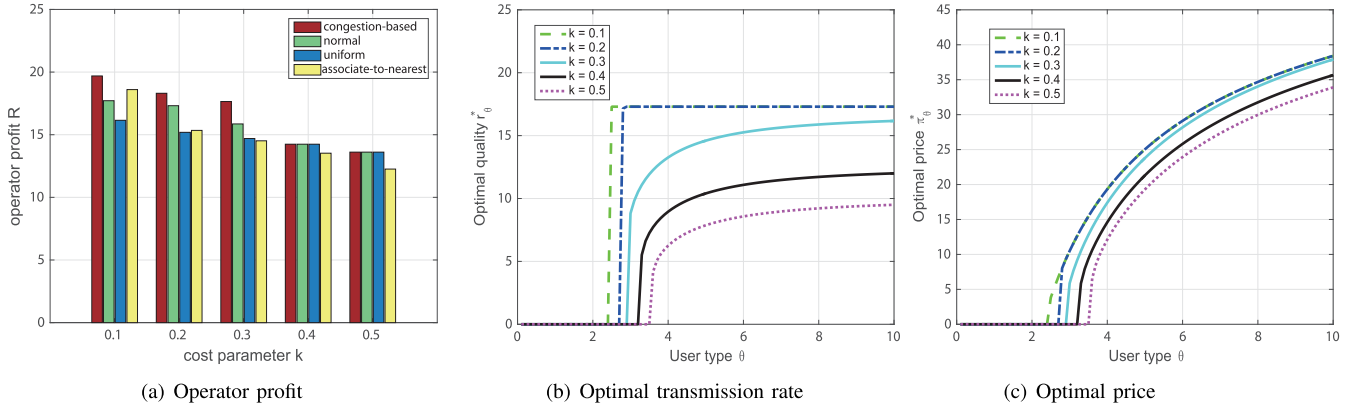 25
20
15
10
5
0
operator profit R
congestion-based
normal
uniform
associate-to-nearest
0.1
0.2
0.3
0.4
0.5
cost parameter k
(a) Operator profit
25
20
15
10
5
0
Optimal quality r*θ
k = 0.1
k = 0.2
k = 0.3
k = 0.4
k = 0.5
0
2
4
6
8
10
User type θ
(b) Optimal transmission rate
45
40
35
30
25
20
15
10
5
0
Optimal price π*θ
k = 0.1
k = 0.2
k = 0.3
k = 0.4
k = 0.5
0
2
4
6
8
10
User type θ
(c) Optimal price